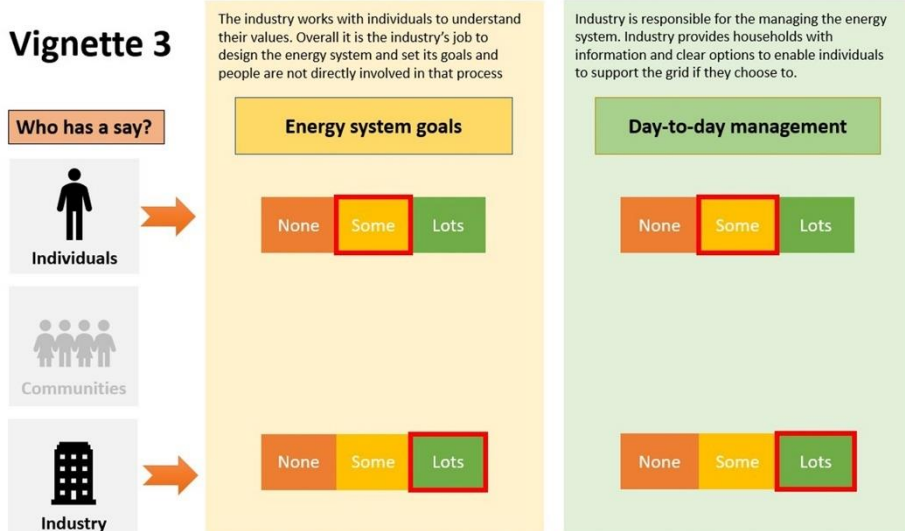 Vignette 3
The industry works with individuals to understand
their values. Overall it is the industry's job to
design the energy system and set its goals and
people are not directly involved in that process
Industry is responsible for the managing the energy
system. Industry provides households with
information and clear options to enable individuals
to support the grid if they choose to.
Who has a say?
Energy system goals
Day-to-day management
Individuals
None Some Lots
None Some Lots
Communities
Industry
None Some Lots
None Some Lots